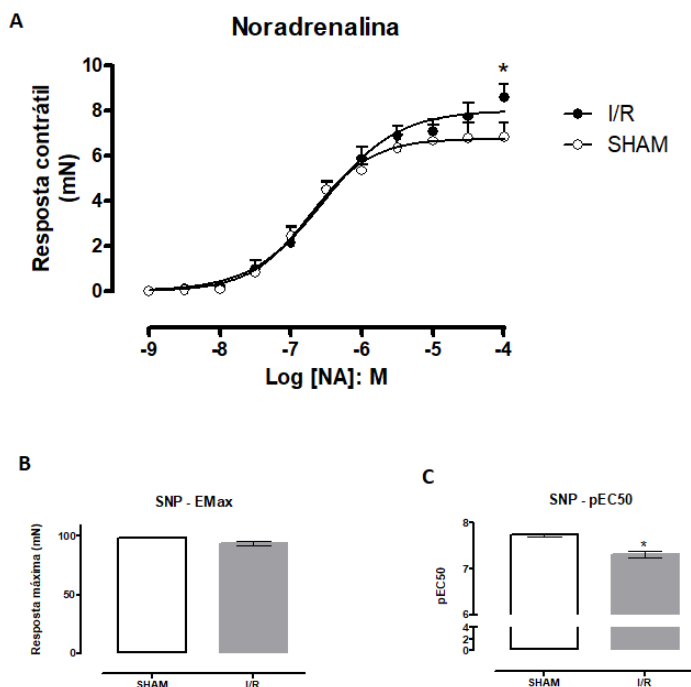 A
Noradrenalina
Resposta contrátil
(mN)
10
8
6
4
2
0
*
I/R
SHAM
-9 -8 -7 -6 -5 -4
Log [NA]: M
B
SNP - EMax
Resposta máxima (mN)
100
50
0
SHAM I/R
C
SNP - pEC50
pEC50
8
7
6
4
2
0
*
SHAM I/R